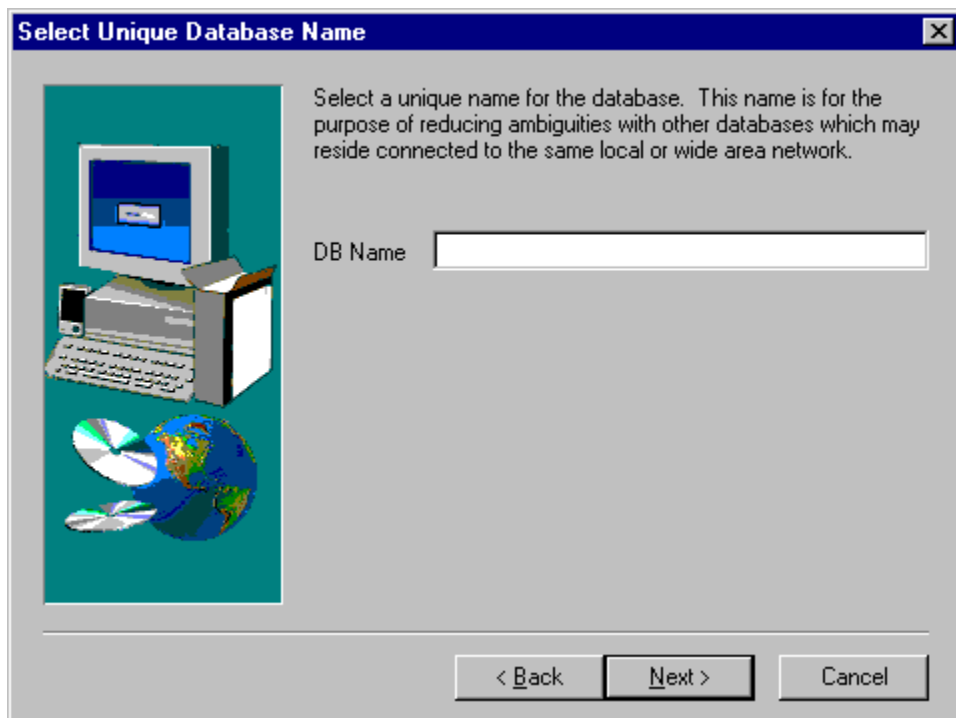 Select Unique Database Name
Select a unique name for the database.  This name is for the
purpose of reducing ambiguities with other databases which may
reside connected to the same local or wide area network.
DB Name
< Back
Next >
Cancel